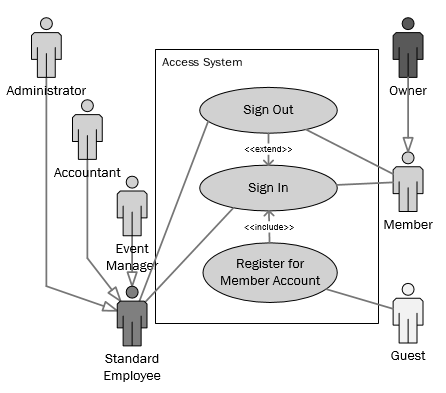 Access System
Administrator
Owner
Sign Out
<<extend>>
Accountant
Sign In
Member
<<include>>
Event
Manager
Register for
Member Account
Standard
Employee
Guest